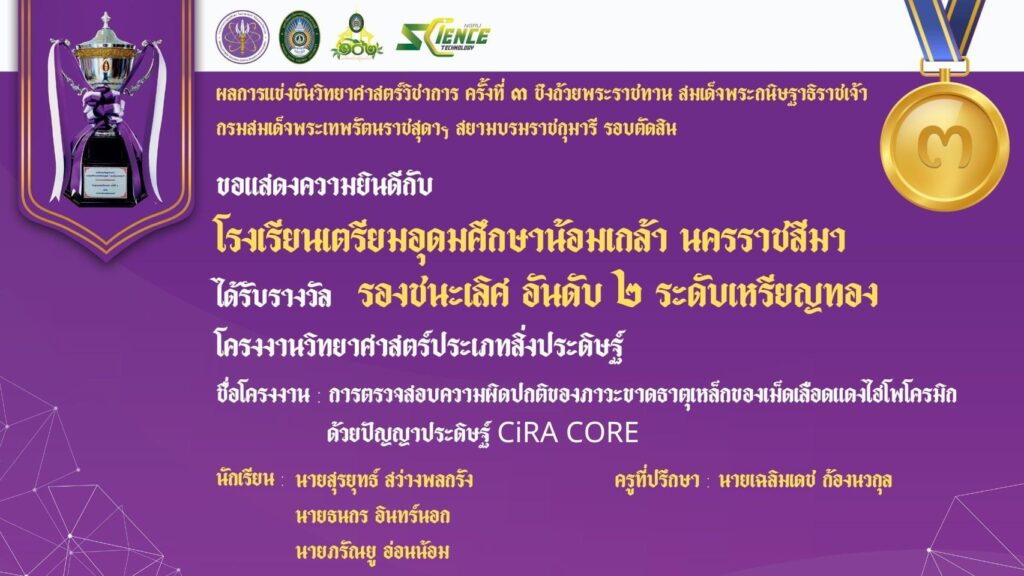 NSRU
SCIENCE
TECHNOLOGY
ผลการแข่งขันวิทยาศาสตร์วิชาการ ครั้งที่ ๓ ชิงถ้วยพระราชทาน สมเด็จพระกนิษฐาธิราชเจ้า
กรมสมเด็จพระเทพรัตนราชสุดาฯ สยามบรมราชกุมารี รอบตัดสิน
๓
ขอแสดงความยินดีกับ
โรงเรียนเตรียมอุดมศึกษาน้อมเกล้า นครราชสีมา
ได้รับรางวัล รองชนะเลิศ อันดับ ๒ ระดับเหรียญทอง
โครงงานวิทยาศาสตร์ประเภทสิ่งประดิษฐ์
ชื่อโครงงาน : การตรวจสอบความผิดปกติของภาวะขาดธาตุเหล็กของเม็ดเลือดแดงไฮโพโครมิก
ด้วยปัญญาประดิษฐ์ CiRA CORE
นักเรียน : นายสุรยุทธ์ สว่างพลกรัง
ครูที่ปรึกษา : นายเฉลิมเดช ก้องนวกุล
นายธนกร อินทร์นอก
นายภรัณยู อ่อนน้อม